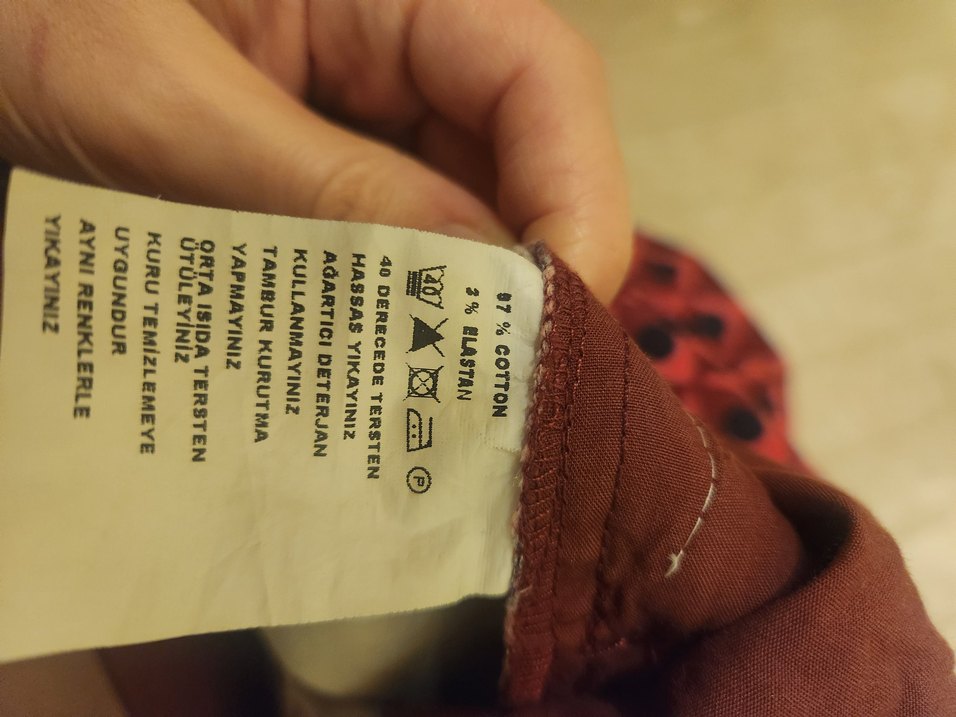 97 % COTTON
3 % ELASTAN
40
P
40 DERECEDE TERSTEN
HASSAS YIKAYINIZ
AĞARTICI DETERJAN
KULLANMAYINIZ
TAMBUR KURUTMA
YAPMAYINIZ
ORTA ISIDA TERSTEN
ÜTÜLEYİNİZ
KURU TEMİZLEMEYE
UYGUNDUR
AYNI RENKLERLE
YIKAYINIZ